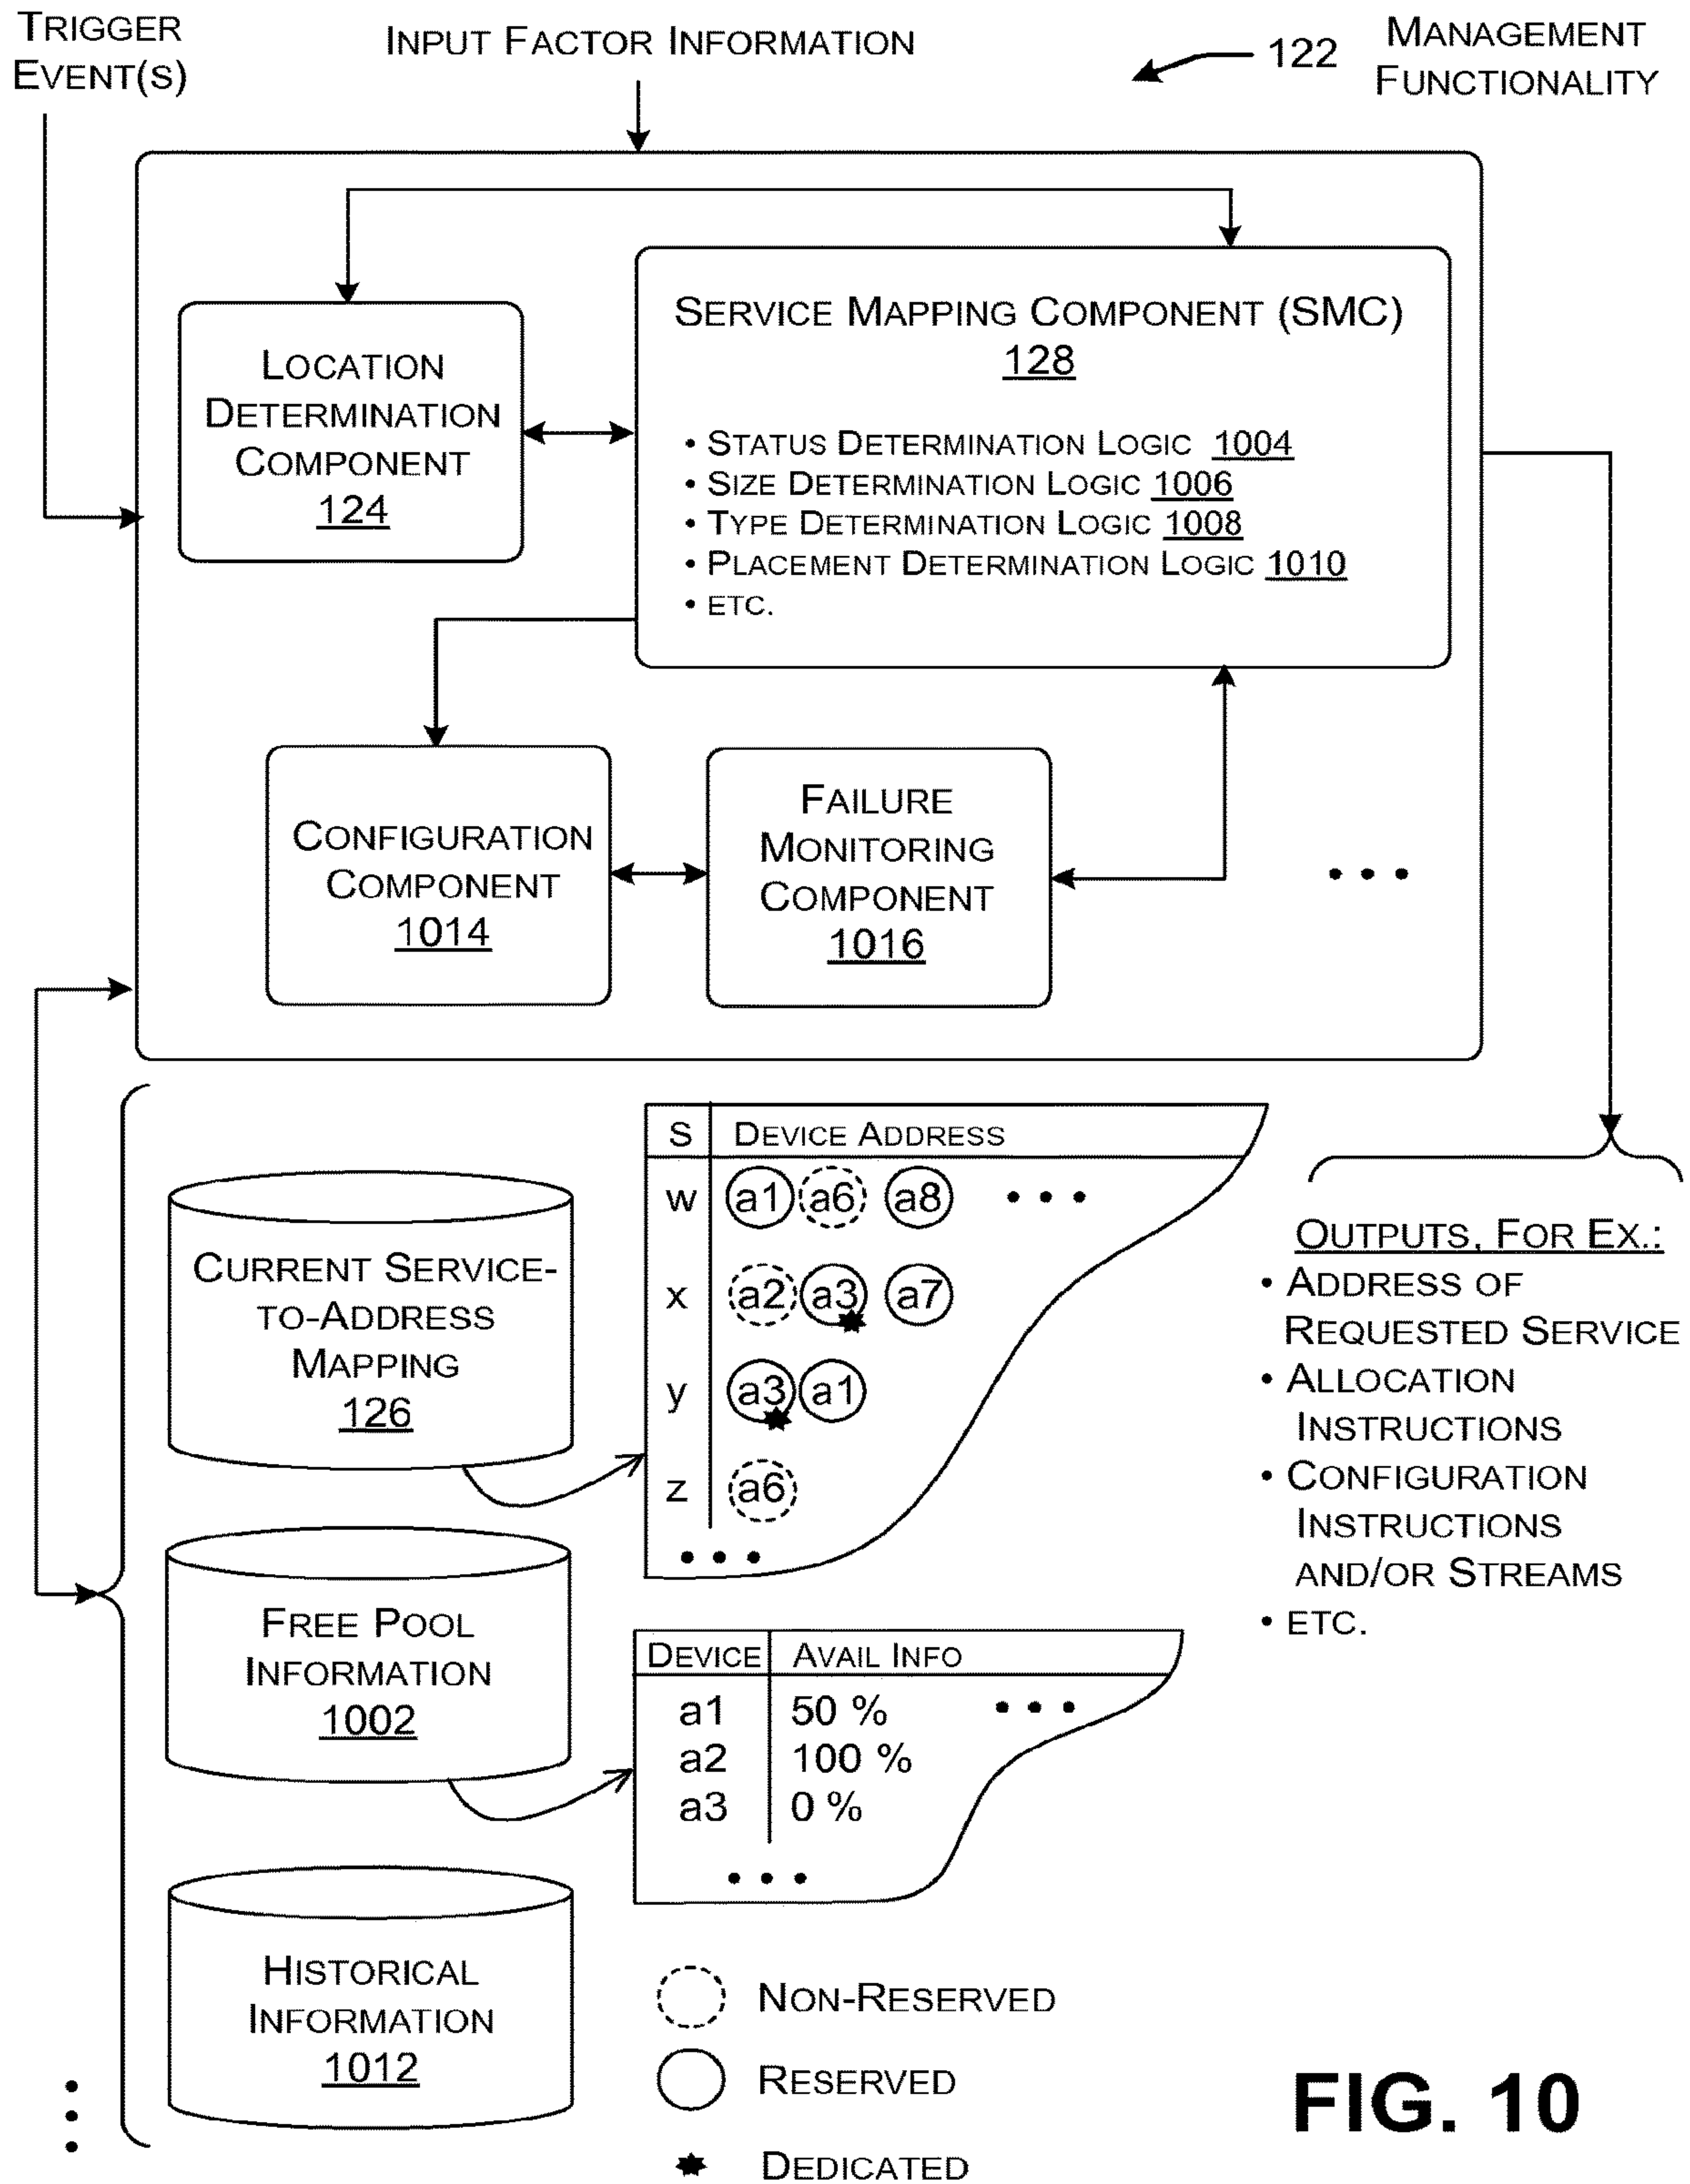 TRIGGER
EVENT(S)
INPUT FACTOR INFORMATION
122
MANAGEMENT
FUNCTIONALITY
LOCATION
DETERMINATION
COMPONENT
124
SERVICE MAPPING COMPONENT (SMC)
128
• STATUS DETERMINATION LOGIC 1004
• SIZE DETERMINATION LOGIC 1006
• TYPE DETERMINATION LOGIC 1008
• PLACEMENT DETERMINATION LOGIC 1010
• ETC.
CONFIGURATION
COMPONENT
1014
FAILURE
MONITORING
COMPONENT
1016
• • •
CURRENT SERVICE-
TO-ADDRESS
MAPPING
126
S DEVICE ADDRESS
w a1 a6 a8 • • •
x a2 a3 a7
y a3 a1
z a6
• • •
OUTPUTS, FOR EX.:
• ADDRESS OF
REQUESTED SERVICE
• ALLOCATION
INSTRUCTIONS
• CONFIGURATION
INSTRUCTIONS
AND/OR STREAMS
• ETC.
FREE POOL
INFORMATION
1002
DEVICE AVAIL INFO
a1 50 % • • •
a2 100 %
a3 0 %
• • •
HISTORICAL
INFORMATION
1012
NON-RESERVED
RESERVED
DEDICATED
FIG. 10